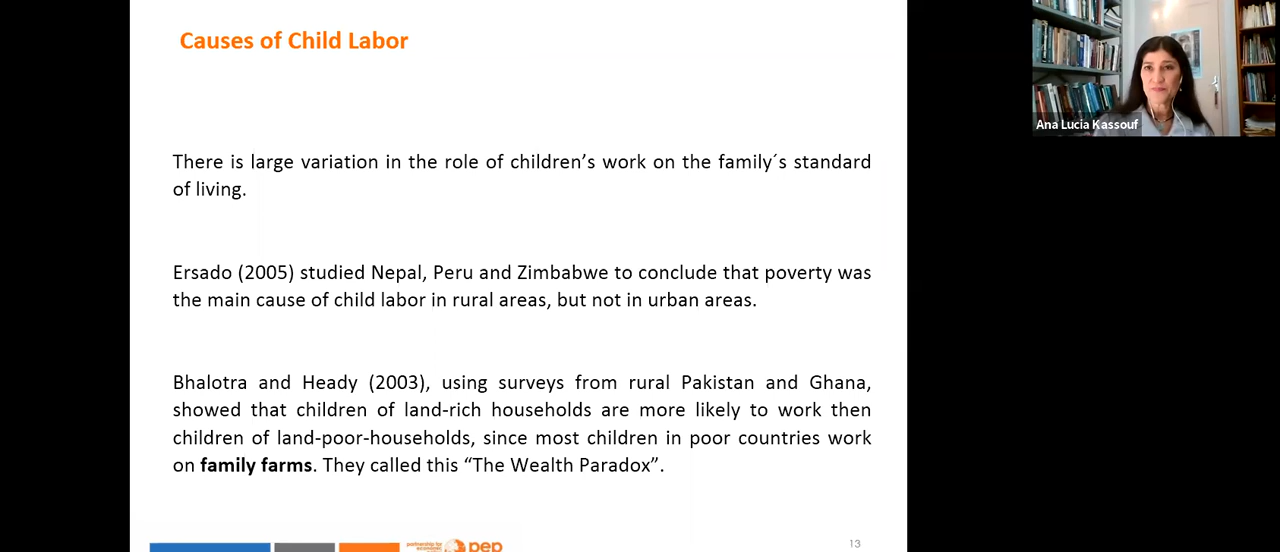 Causes of Child Labor
Ana Lucia Kassouf
There is large variation in the role of children’s work on the family´s standard
of living.
Ersado (2005) studied Nepal, Peru and Zimbabwe to conclude that poverty was
the main cause of child labor in rural areas, but not in urban areas.
Bhalotra and Heady (2003), using surveys from rural Pakistan and Ghana,
showed that children of land-rich households are more likely to work then
children of land-poor-households, since most children in poor countries work
on family farms. They called this “The Wealth Paradox”.
partnership for
economic
pep
13